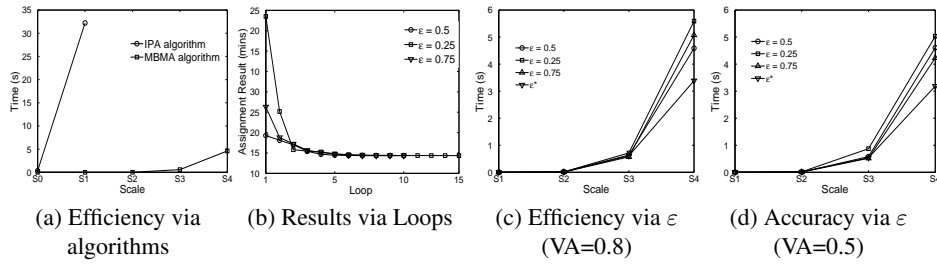 35
30
25
20
15
10
5
0
Time (s)
IPA algorithm
MBMA algorithm
S0 S1 S2 S3 S4
Scale
(a) Efficiency via
algorithms
25
20
15
25
20
15
10
Assignment Result (mins)
ε = 0.5
ε = 0.25
ε = 0.75
1 5 10 15
Loop
(b) Results via Loops
6
5
4
3
2
1
0
Time (s)
ε = 0.5
ε = 0.25
ε = 0.75
ε*
S1 S2 S3 S4
Scale
(c) Efficiency via ε
(VA=0.8)
6
5
4
3
2
1
0
Time (s)
ε = 0.5
ε = 0.25
ε = 0.75
ε*
S1 S2 S3 S4
Scale
(d) Accuracy via ε
(VA=0.5)